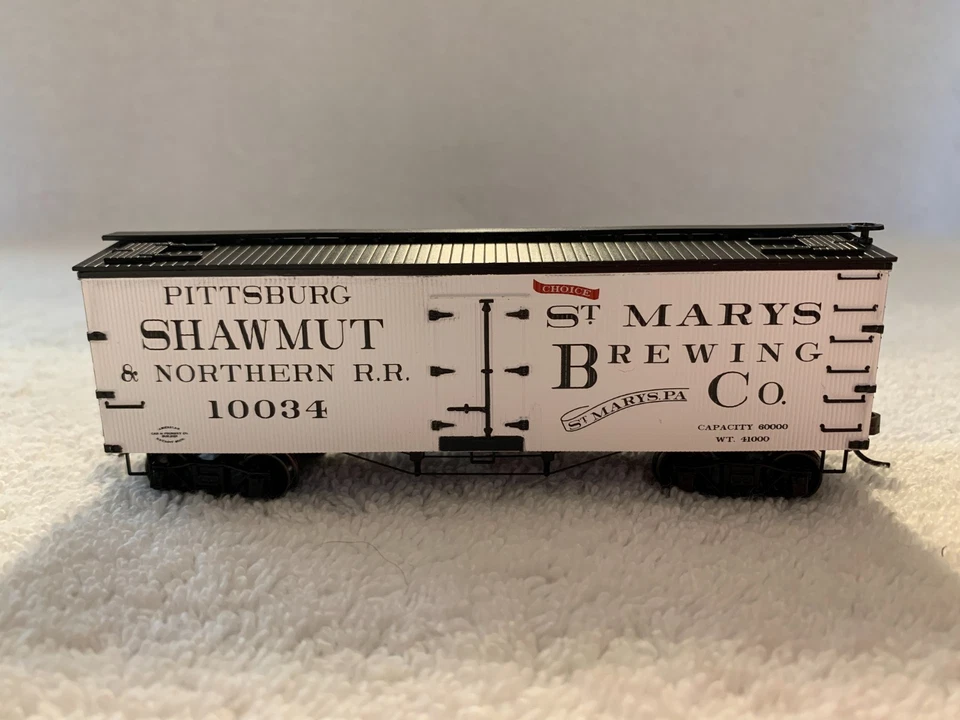 PITTSBURG
SHAWMUT
& NORTHERN R.R.
10034
CHOICE
ST MARYS
BREWING
CO.
ST MARYS, PA
CAPACITY 60000
WT. 41000